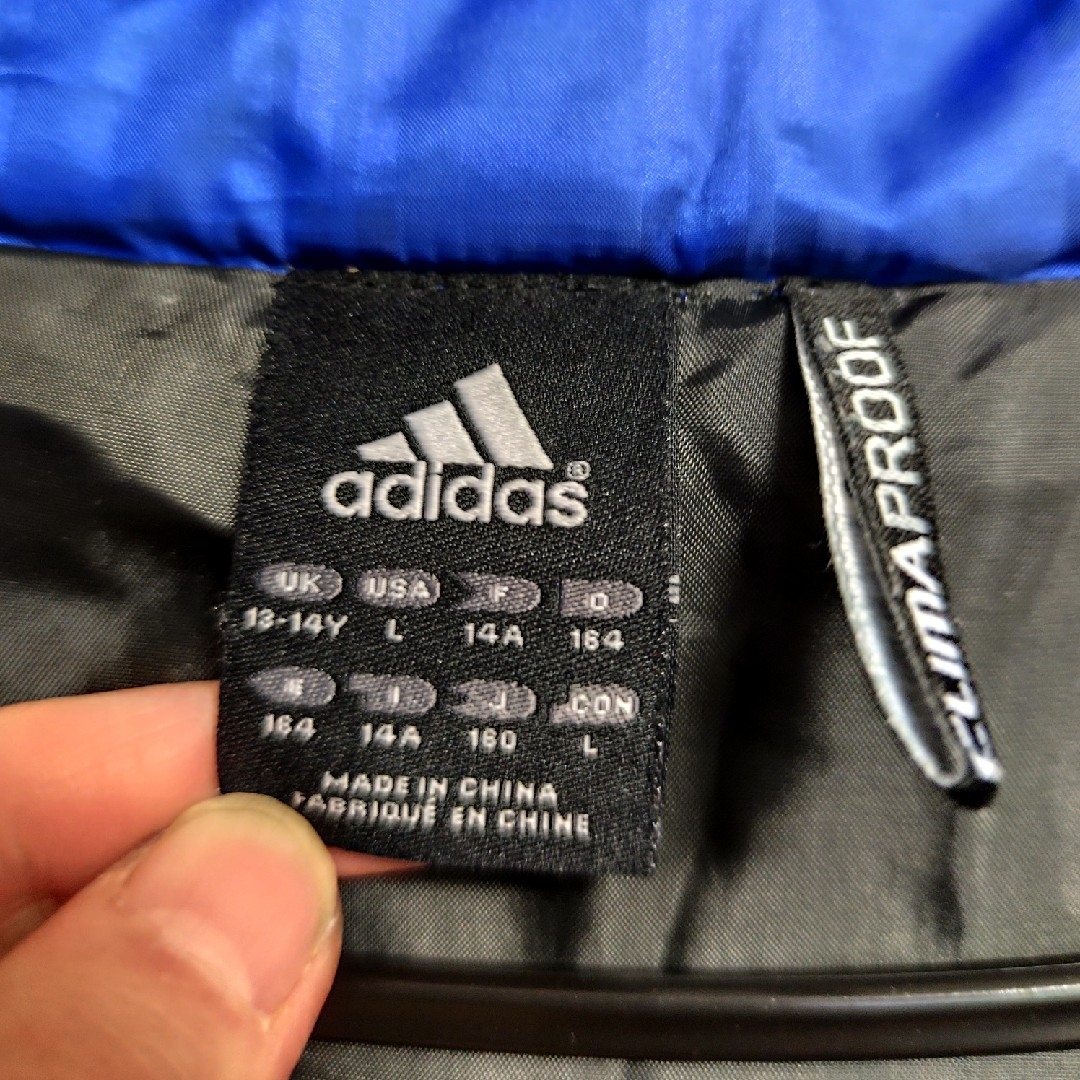 adidas®
UK USA F D
13-14Y L 14A 164
E I J CON
164 14A 160 L
MADE IN CHINA
FABRIQUÉ EN CHINE
CLIMAPROOF